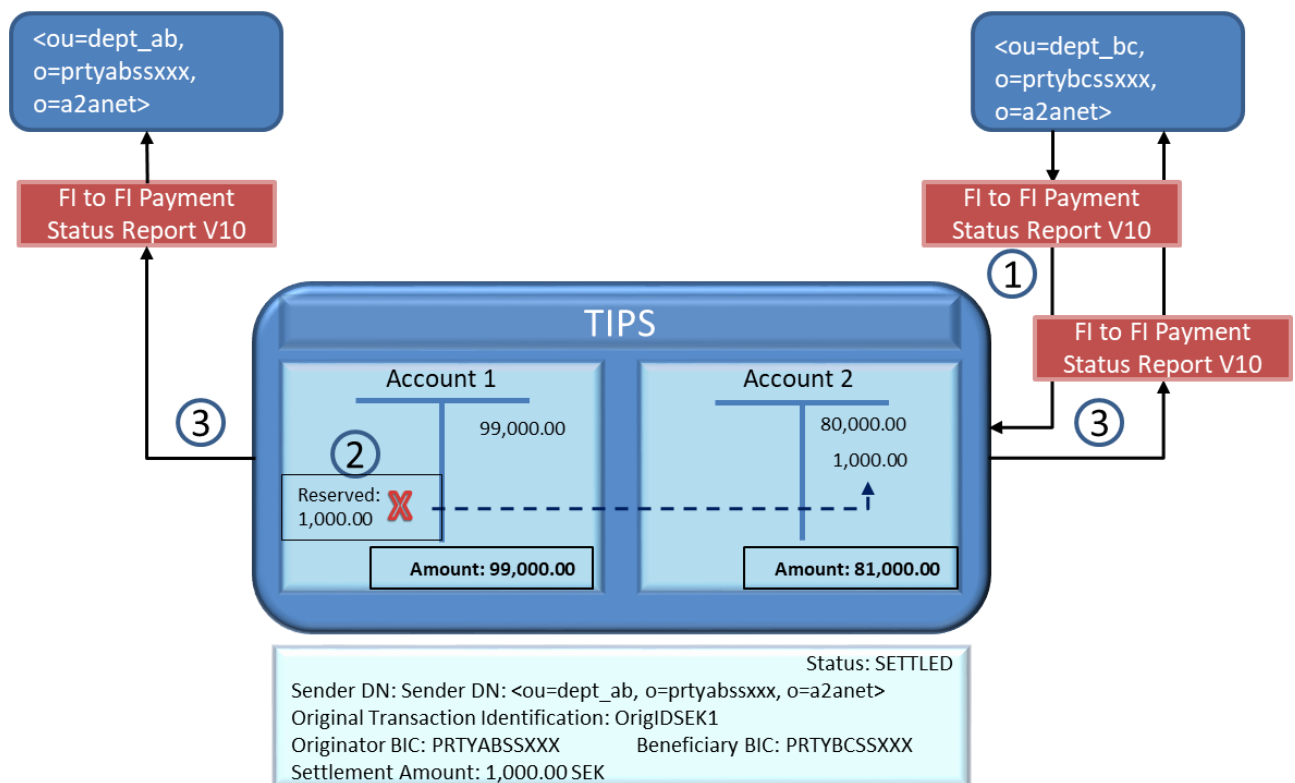 <ou=dept_ab,
o=prtyabssxxx,
o=a2anet>
<ou=dept_bc,
o=prtybcssxxx,
o=a2anet>
FI to FI Payment
Status Report V10
FI to FI Payment
Status Report V10
1
FI to FI Payment
Status Report V10
3
3
TIPS
Account 1
99,000.00
2
Reserved:
1,000.00 X
Amount: 99,000.00
Account 2
80,000.00
1,000.00
Amount: 81,000.00
Status: SETTLED
Sender DN: Sender DN: <ou=dept_ab, o=prtyabssxxx, o=a2anet>
Original Transaction Identification: OrigIDSEK1
Originator BIC: PRTYABSSXXX Beneficiary BIC: PRTYBCSSXXX
Settlement Amount: 1,000.00 SEK